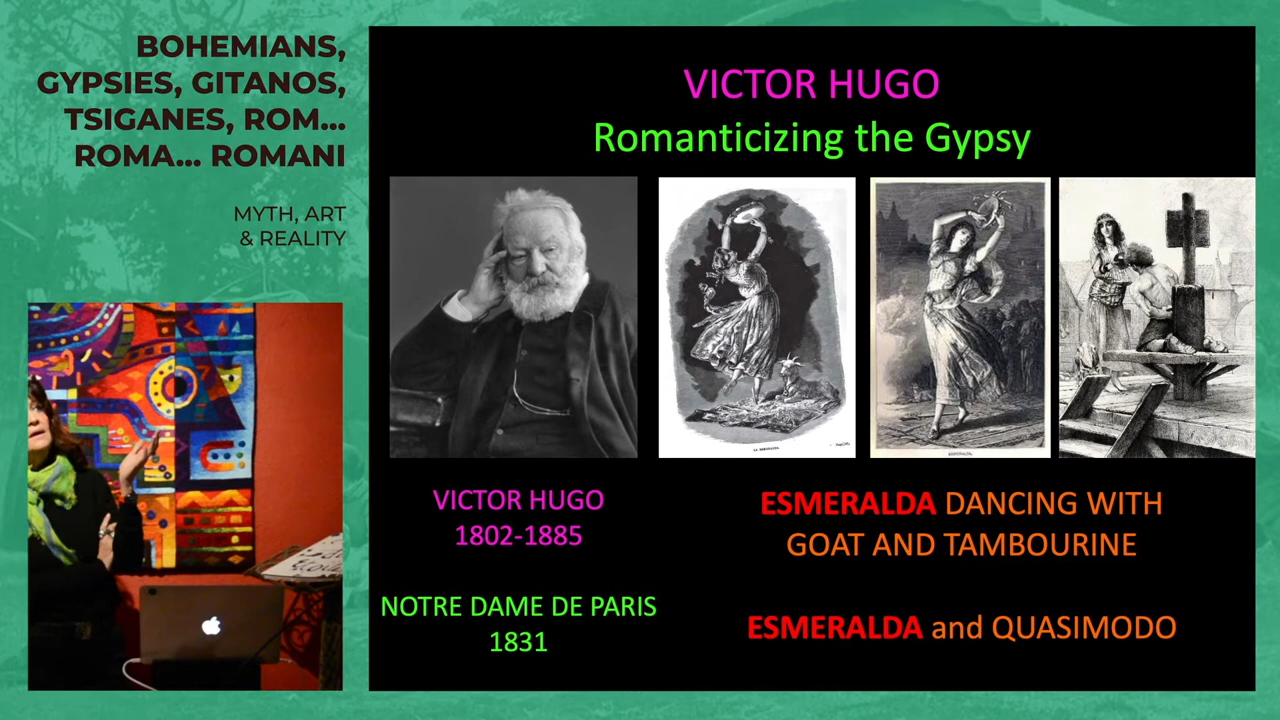 BOHEMIANS,
GYPSIES, GITANOS,
TSIGANES, ROM...
ROMA... ROMANI
MYTH, ART
& REALITY
VICTOR HUGO
Romanticizing the Gypsy
VICTOR HUGO
1802-1885
NOTRE DAME DE PARIS
1831
ESMERALDA DANCING WITH
GOAT AND TAMBOURINE
ESMERALDA and QUASIMODO